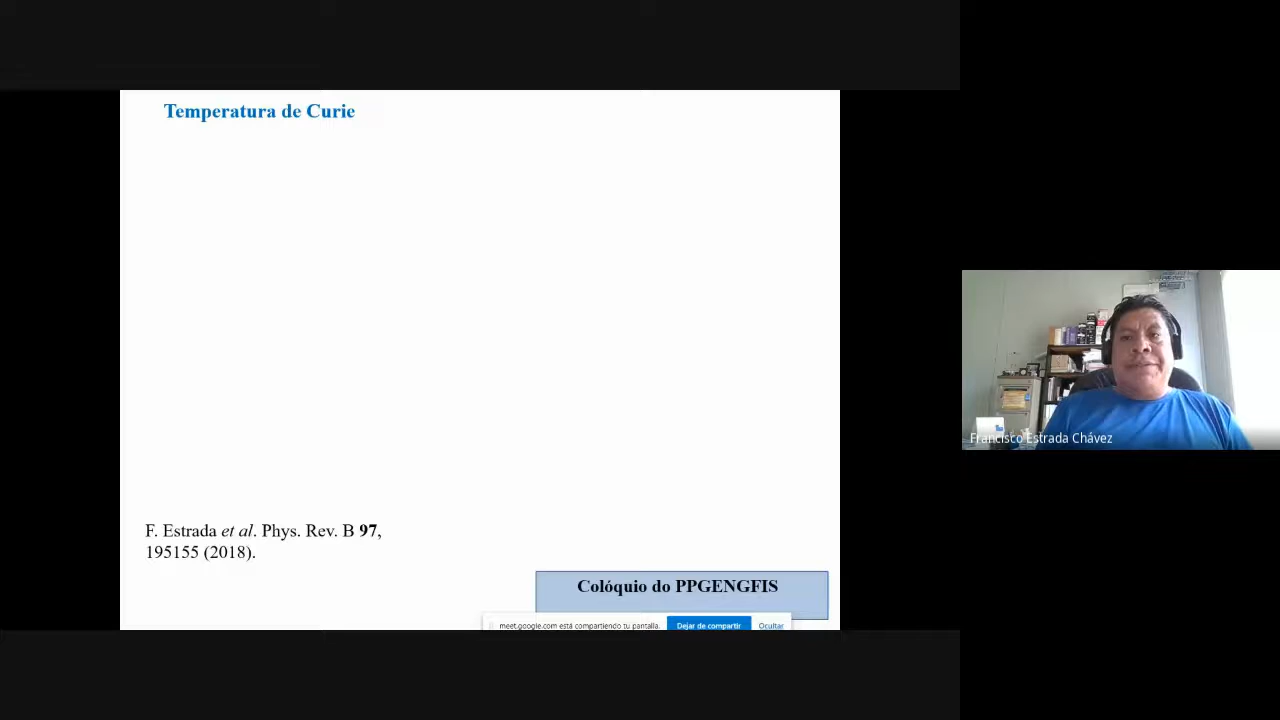 Temperatura de Curie
F. Estrada et al. Phys. Rev. B 97,
195155 (2018).
Colóquio do PPGENGFIS
meet.google.com está compartiendo tu pantalla.
Dejar de compartir
Ocultar
Francisco Estrada Chávez